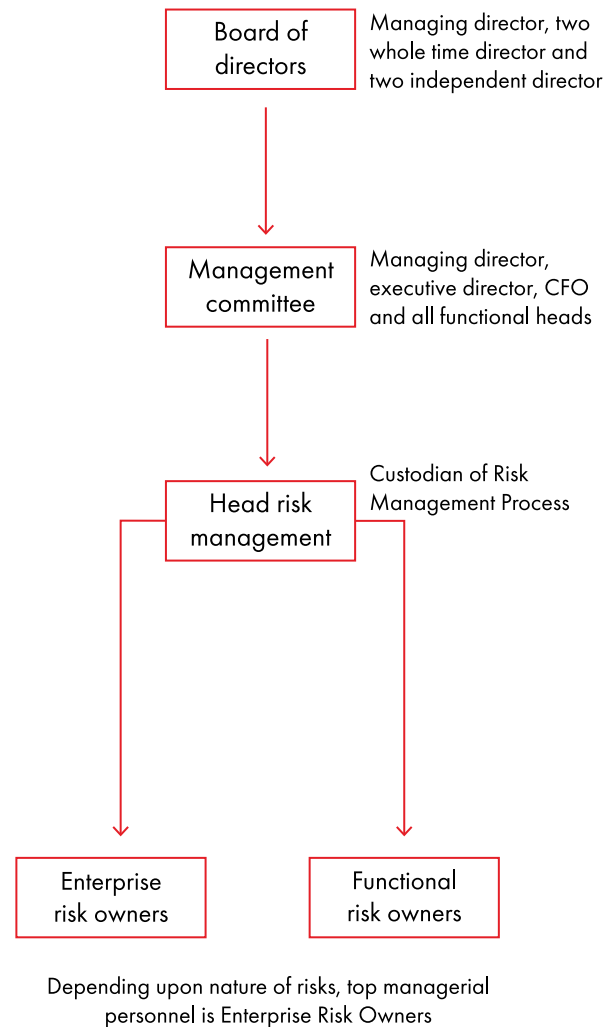 Board of
directors
Managing director, two
whole time director and
two independent director
Management
committee
Managing director,
executive director, CFO
and all functional heads
Head risk
management
Custodian of Risk
Management Process
Enterprise
risk owners
Functional
risk owners
Depending upon nature of risks, top managerial
personnel is Enterprise Risk Owners